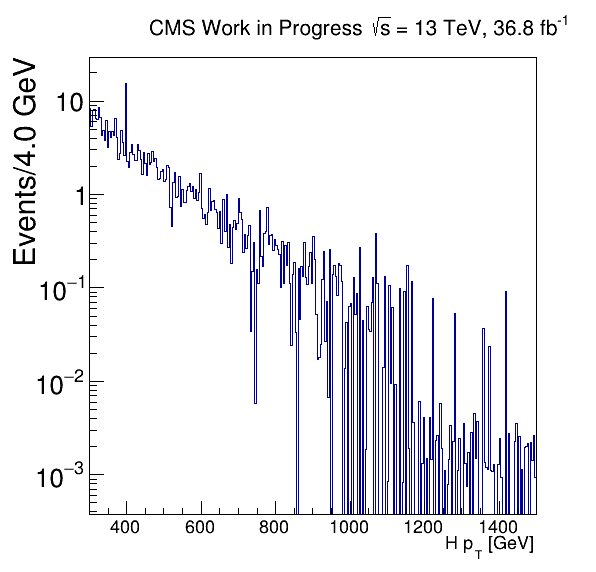 CMS Work in Progress √s = 13 TeV, 36.8 fb⁻¹
Events/4.0 GeV
10
1
10⁻¹
10⁻²
10⁻³
400 600 800 1000 1200 1400
H p_T [GeV]